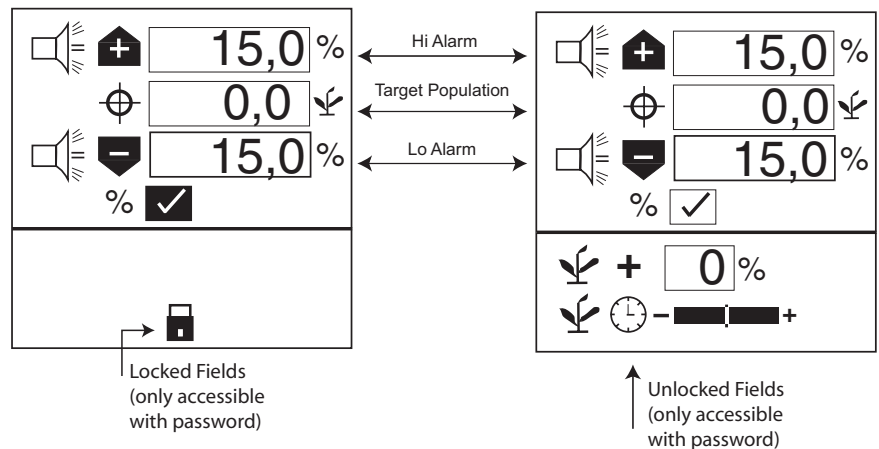 15,0 %
Hi Alarm
15,0 %
0,0
Target Population
0,0
15,0 %
Lo Alarm
15,0 %
%
%
+ 0 %
- +
Locked Fields
(only accessible
with password)
Unlocked Fields
(only accessible
with password)